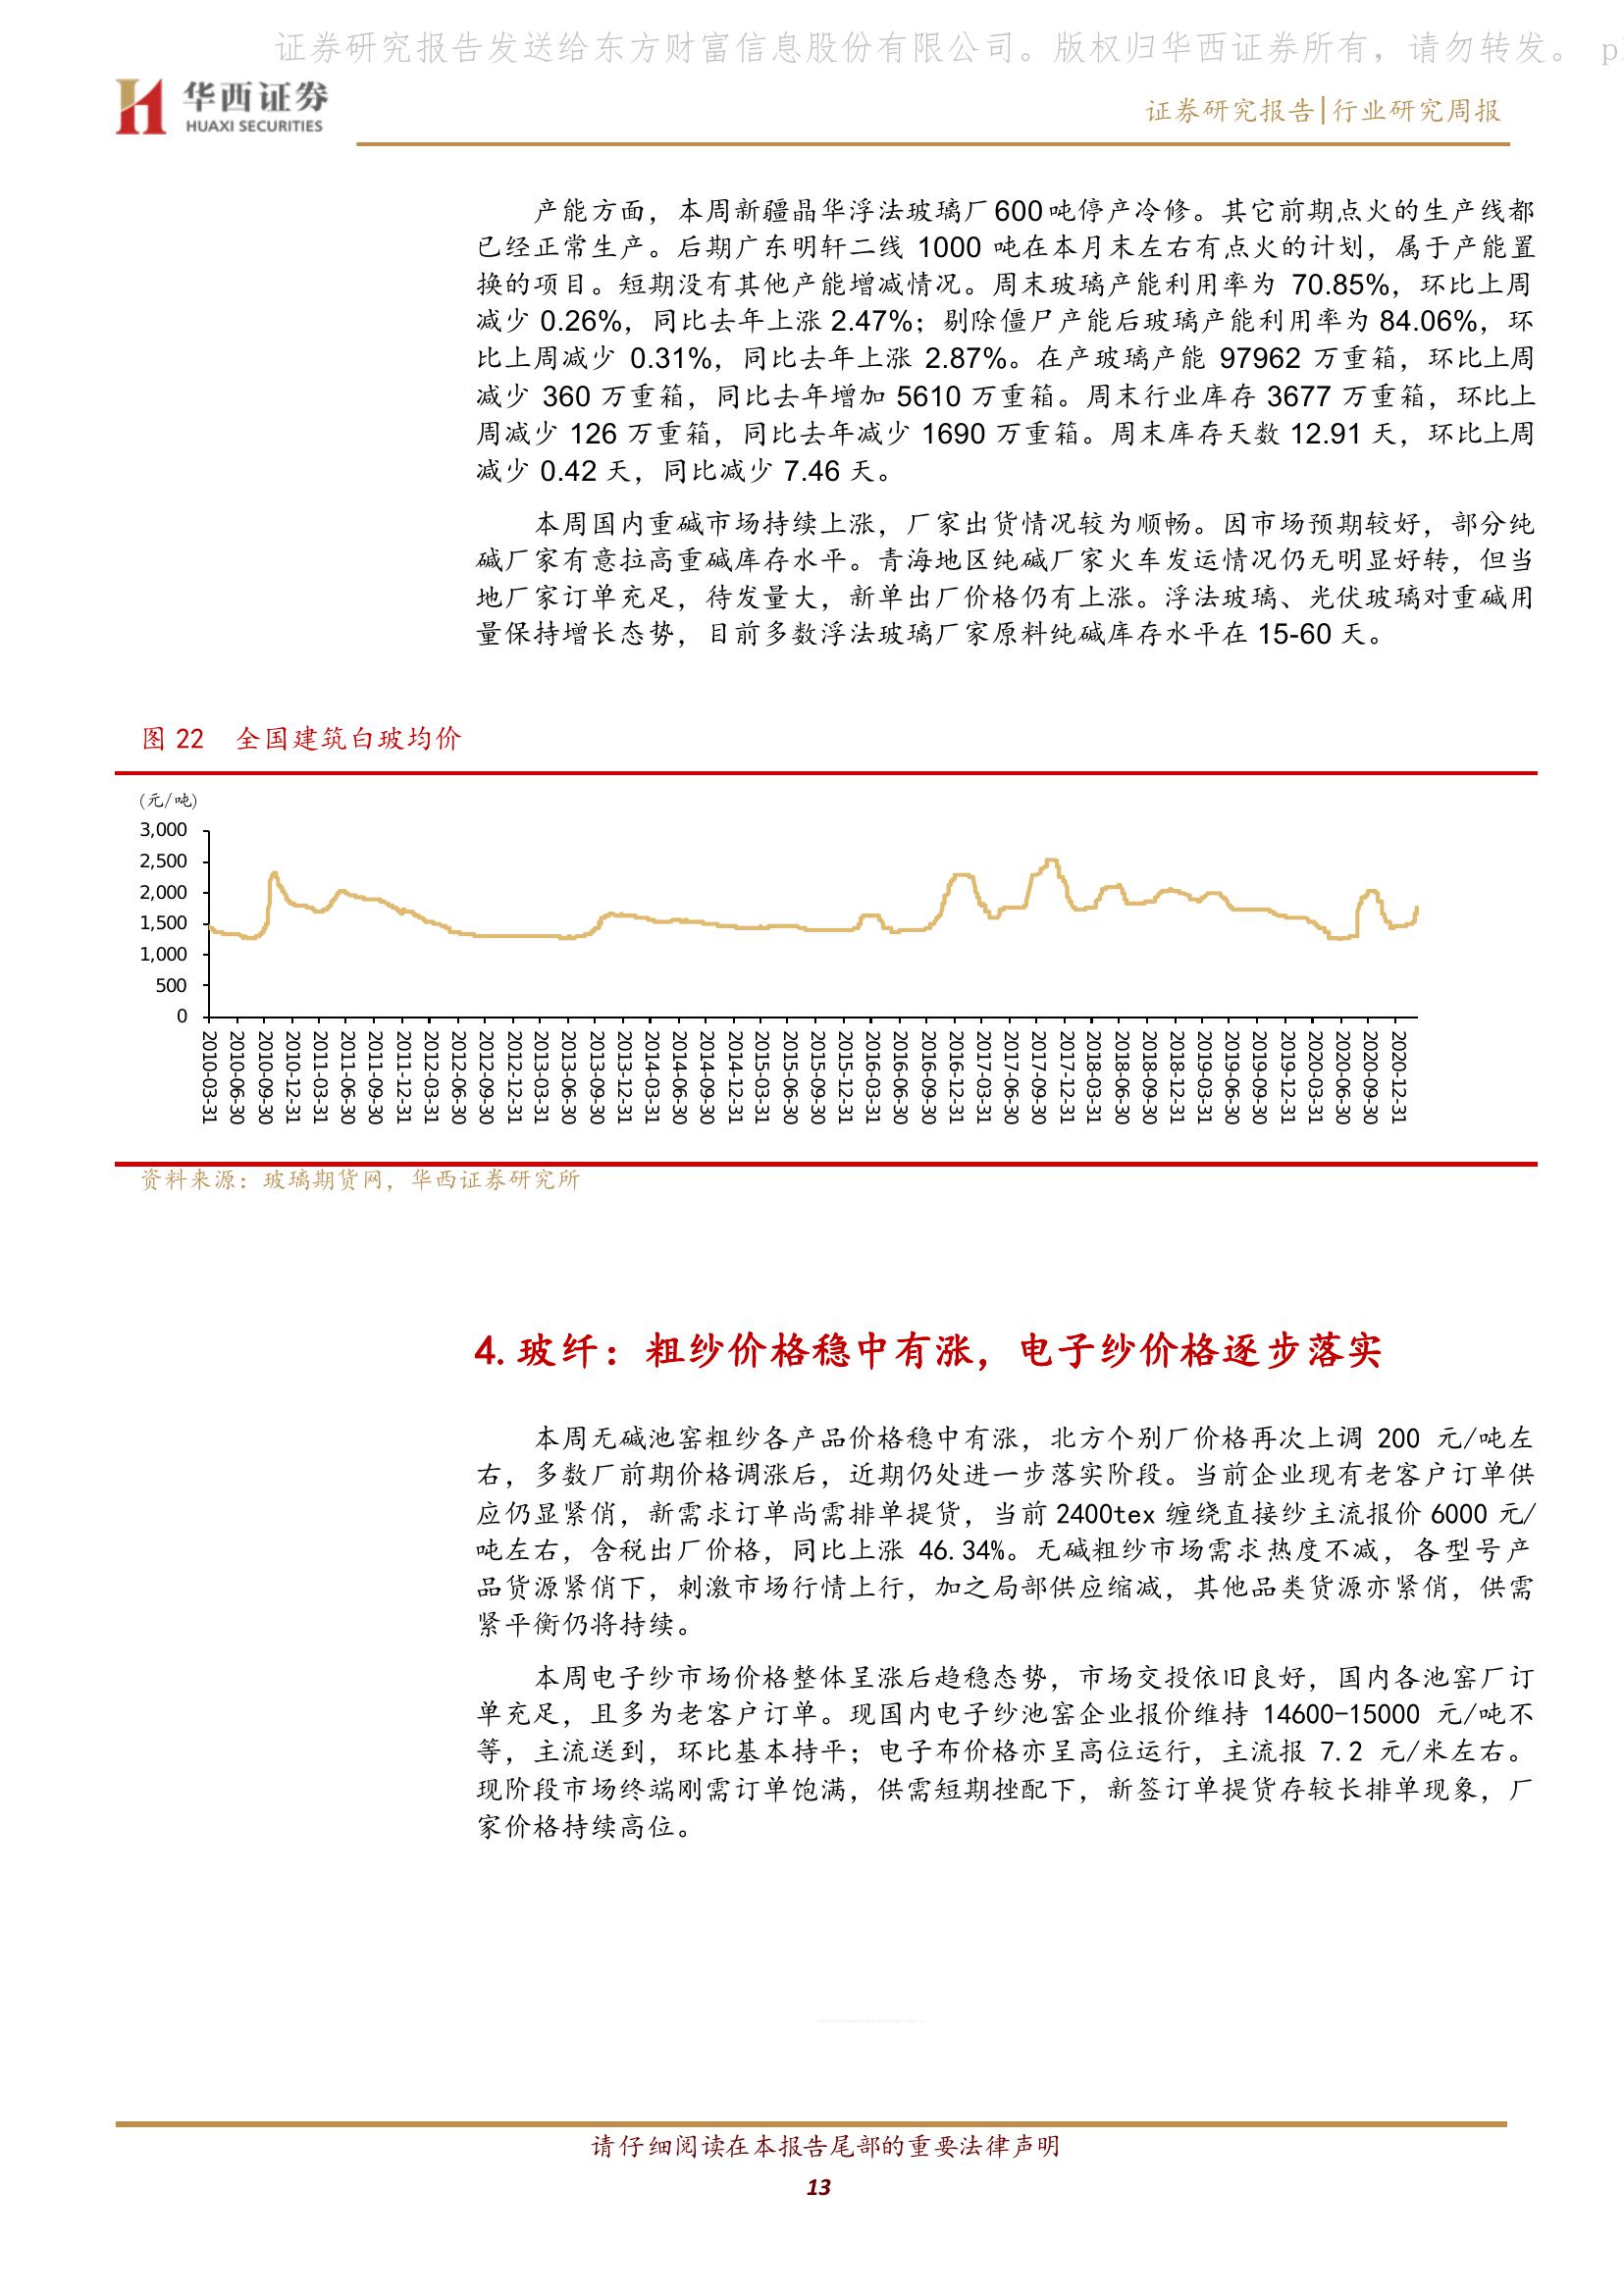 证券研究报告发送给东方财富信息股份有限公司。版权归华西证券所有，请勿转发。 p
华西证券
HUAXI SECURITIES
证券研究报告|行业研究周报
产能方面，本周新疆晶华浮法玻璃厂600吨停产冷修。其它前期点火的生产线都
已经正常生产。后期广东明轩二线 1000 吨在本月末左右有点火的计划，属于产能置
换的项目。短期没有其他产能增减情况。周末玻璃产能利用率为 70.85%，环比上周
减少 0.26%，同比去年上涨 2.47%；剔除僵尸产能后玻璃产能利用率为 84.06%，环
比上周减少 0.31%，同比去年上涨 2.87%。在产玻璃产能 97962 万重箱，环比上周
减少 360 万重箱，同比去年增加 5610 万重箱。周末行业库存 3677 万重箱，环比上
周减少 126 万重箱，同比去年减少 1690 万重箱。周末库存天数 12.91 天，环比上周
减少 0.42 天，同比减少 7.46 天。
本周国内重碱市场持续上涨，厂家出货情况较为顺畅。因市场预期较好，部分纯
碱厂家有意拉高重碱库存水平。青海地区纯碱厂家火车发运情况仍无明显好转，但当
地厂家订单充足，待发量大，新单出厂价格仍有上涨。浮法玻璃、光伏玻璃对重碱用
量保持增长态势，目前多数浮法玻璃厂家原料纯碱库存水平在 15-60 天。
图 22 全国建筑白玻均价
(元/吨)
3,000
2,500
2,000
1,500
1,000
500
0
2010-03-31
2010-06-30
2010-09-30
2010-12-31
2011-03-31
2011-06-30
2011-09-30
2011-12-31
2012-03-31
2012-06-30
2012-09-30
2012-12-31
2013-03-31
2013-06-30
2013-09-30
2013-12-31
2014-03-31
2014-06-30
2014-09-30
2014-12-31
2015-03-31
2015-06-30
2015-09-30
2015-12-31
2016-03-31
2016-06-30
2016-09-30
2016-12-31
2017-03-31
2017-06-30
2017-09-30
2017-12-31
2018-03-31
2018-06-30
2018-09-30
2018-12-31
2019-03-31
2019-06-30
2019-09-30
2019-12-31
2020-03-31
2020-06-30
2020-09-30
2020-12-31
资料来源：玻璃期货网，华西证券研究所
4.玻纤：粗纱价格稳中有涨，电子纱价格逐步落实
本周无碱池窑粗纱各产品价格稳中有涨，北方个别厂价格再次上调 200 元/吨左
右，多数厂前期价格调涨后，近期仍处进一步落实阶段。当前企业现有老客户订单供
应仍显紧俏，新需求订单尚需排单提货，当前 2400tex 缠绕直接纱主流报价 6000 元/
吨左右，含税出厂价格，同比上涨 46.34%。无碱粗纱市场需求热度不减，各型号产
品货源紧俏下，刺激市场行情上行，加之局部供应缩减，其他品类货源亦紧俏，供需
紧平衡仍将持续。
本周电子纱市场价格整体呈涨后趋稳态势，市场交投依旧良好，国内各池窑厂订
单充足，且多为老客户订单。现国内电子纱池窑企业报价维持 14600-15000 元/吨不
等，主流送到，环比基本持平；电子布价格亦呈高位运行，主流报 7.2 元/米左右。
现阶段市场终端刚需订单饱满，供需短期挫配下，新签订单提货存较长排单现象，厂
家价格持续高位。
请仔细阅读在本报告尾部的重要法律声明
13